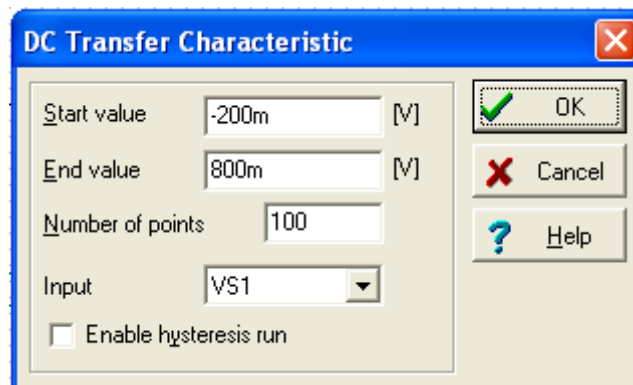 DC Transfer Characteristic
Start value -200m [V]
End value 800m [V]
Number of points 100
Input VS1
Enable hysteresis run
OK
Cancel
Help